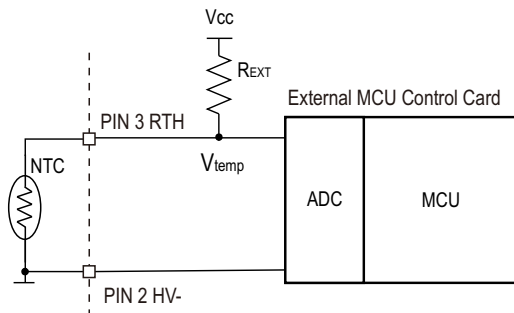 Vcc
REXT
External MCU Control Card
PIN 3 RTH
NTC
Vtemp
ADC
MCU
PIN 2 HV-